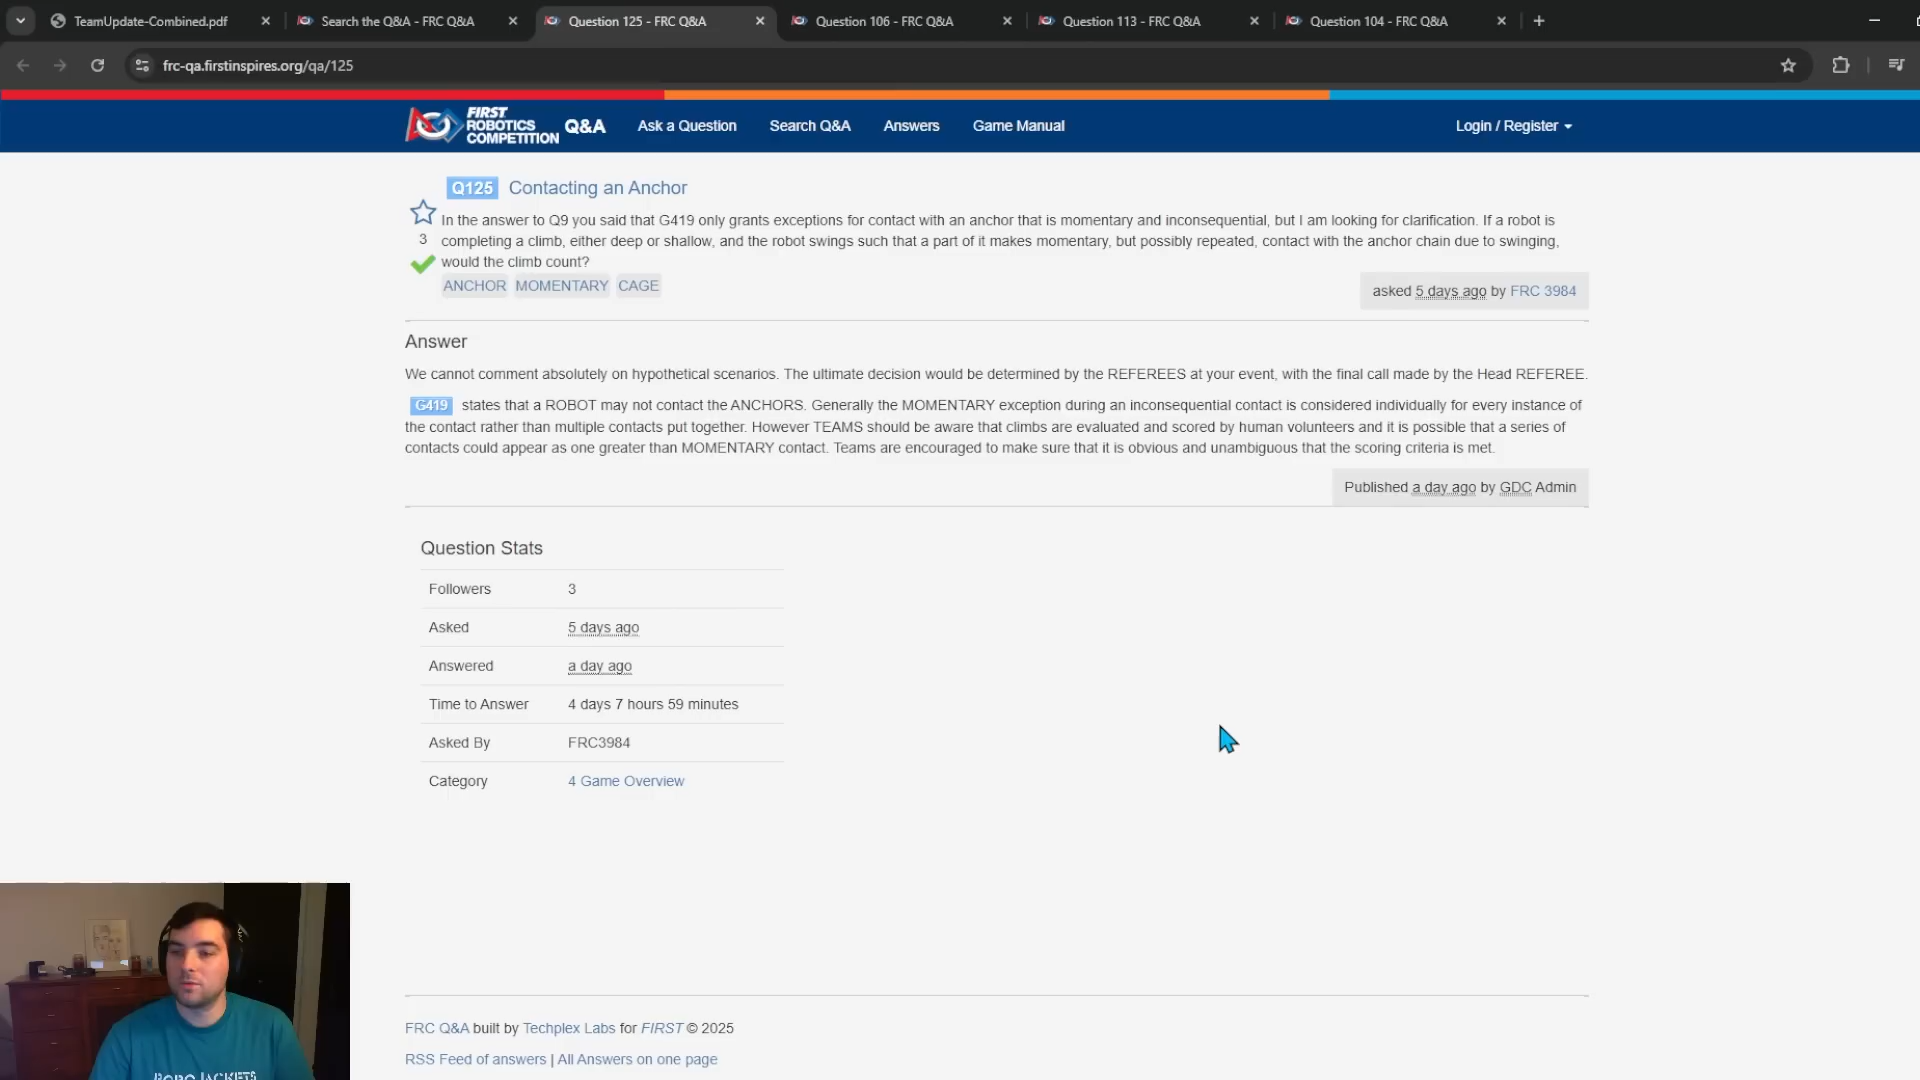 TeamUpdate-Combined.pdf
Search the Q&A - FRC Q&A
Question 125 - FRC Q&A
Question 106 - FRC Q&A
Question 113 - FRC Q&A
Question 104 - FRC Q&A
frc-qa.firstinspires.org/qa/125
FIRST
ROBOTICS
COMPETITION
Q&A
Ask a Question
Search Q&A
Answers
Game Manual
Login / Register
Q125 Contacting an Anchor
In the answer to Q9 you said that G419 only grants exceptions for contact with an anchor that is momentary and inconsequential, but I am looking for clarification. If a robot is
3 completing a climb, either deep or shallow, and the robot swings such that a part of it makes momentary, but possibly repeated, contact with the anchor chain due to swinging,
would the climb count?
ANCHOR MOMENTARY CAGE
asked 5 days ago by FRC 3984
Answer
We cannot comment absolutely on hypothetical scenarios. The ultimate decision would be determined by the REFEREES at your event, with the final call made by the Head REFEREE.
G419 states that a ROBOT may not contact the ANCHORS. Generally the MOMENTARY exception during an inconsequential contact is considered individually for every instance of
the contact rather than multiple contacts put together. However TEAMS should be aware that climbs are evaluated and scored by human volunteers and it is possible that a series of
contacts could appear as one greater than MOMENTARY contact. Teams are encouraged to make sure that it is obvious and unambiguous that the scoring criteria is met.
Published a day ago by GDC Admin
Question Stats
Followers 3
Asked 5 days ago
Answered a day ago
Time to Answer 4 days 7 hours 59 minutes
Asked By FRC3984
Category 4 Game Overview
FRC Q&A built by Techplex Labs for FIRST © 2025
RSS Feed of answers | All Answers on one page
ROBO JACKETS